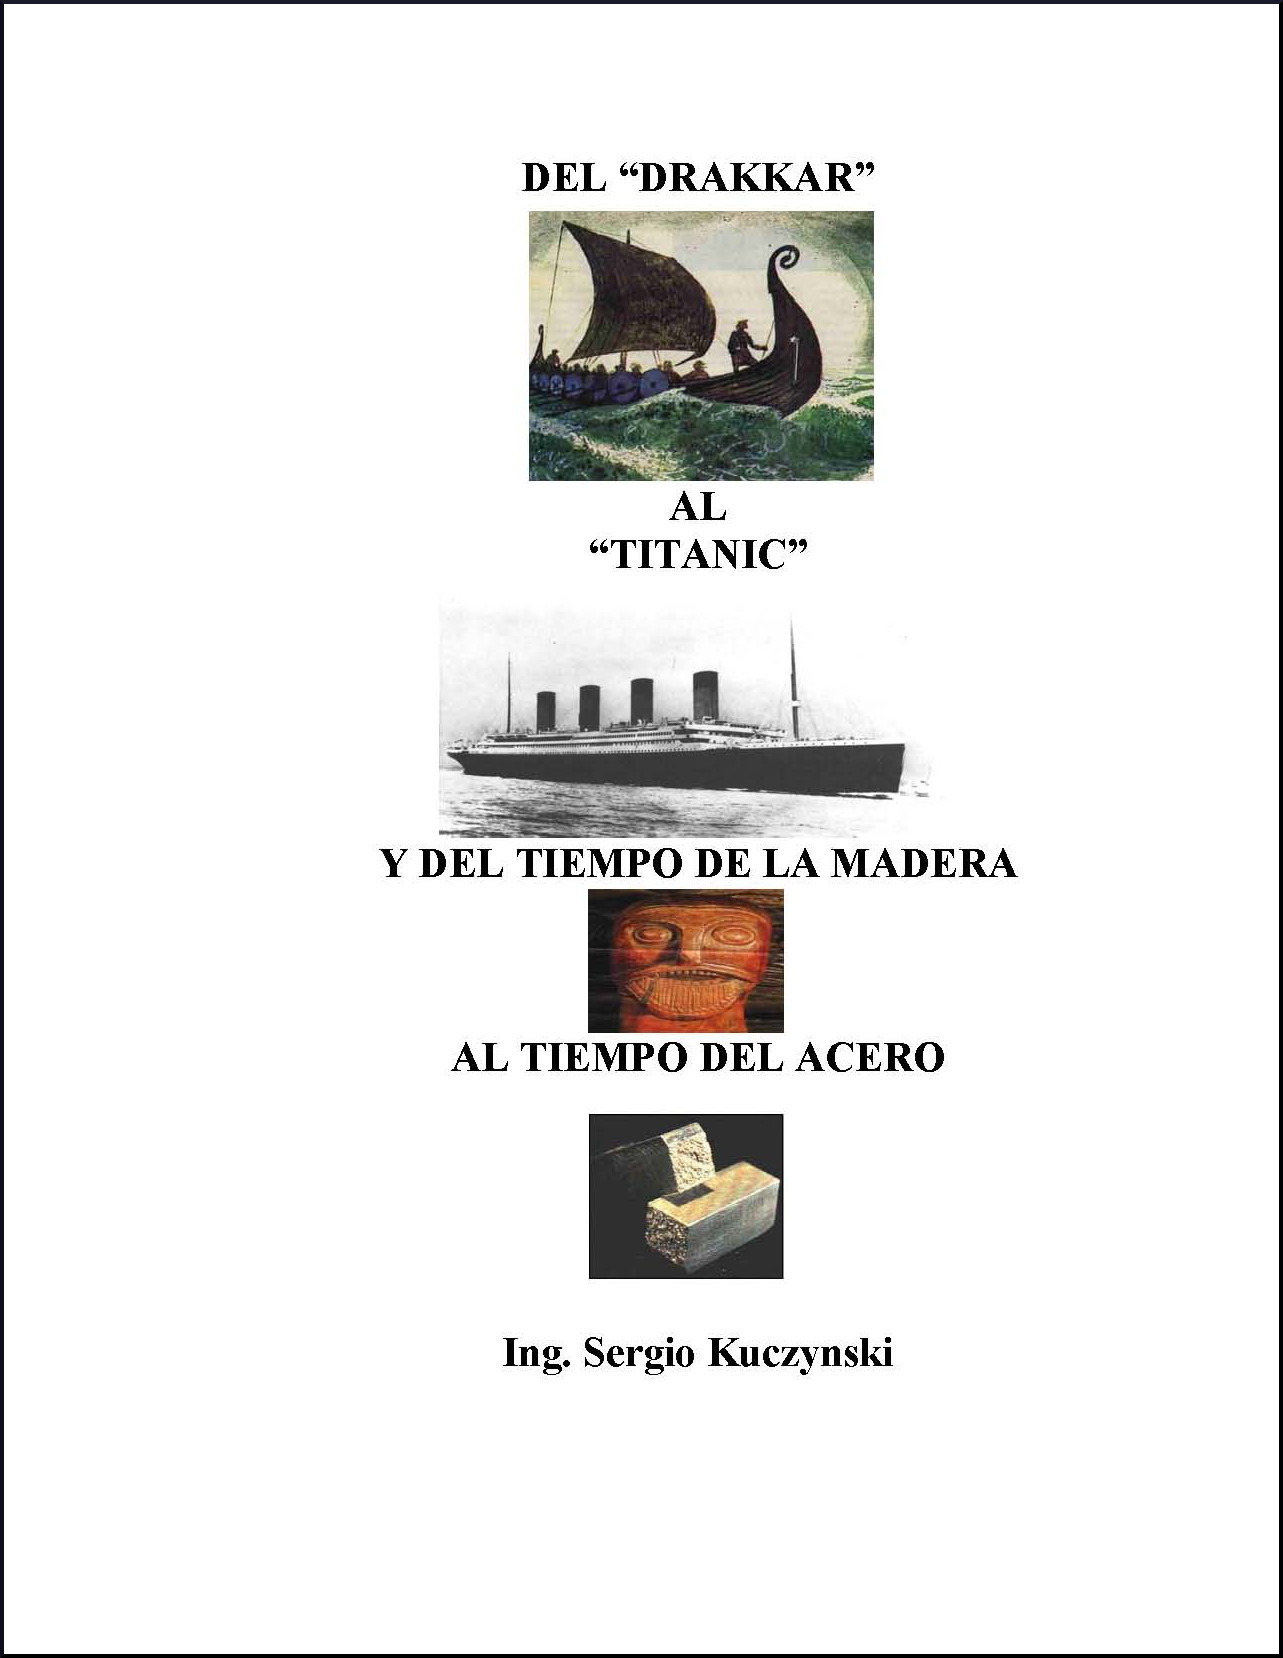 DEL “DRAKKAR”
AL
“TITANIC”
Y DEL TIEMPO DE LA MADERA
AL TIEMPO DEL ACERO
Ing. Sergio Kuczynski